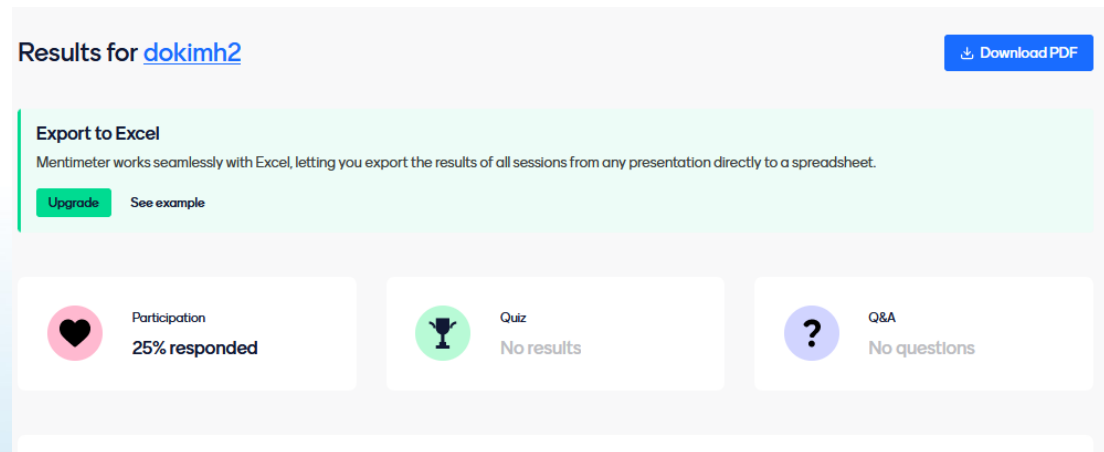 Results for dokimh2
Download PDF
Export to Excel
Mentimeter works seamlessly with Excel, letting you export the results of all sessions from any presentation directly to a spreadsheet.
Upgrade
See example
Participation
25% responded
Quiz
No results
Q&A
No questions